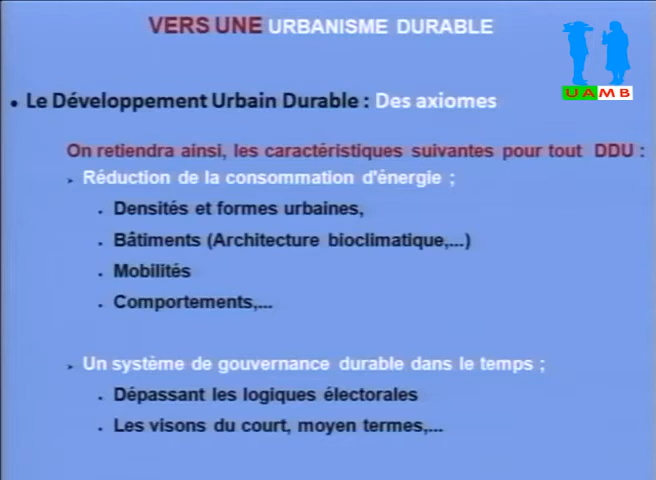 VERS UNE URBANISME DURABLE
UAMB
• Le Développement Urbain Durable : Des axiomes
On retiendra ainsi, les caractéristiques suivantes pour tout DDU :
➢ Réduction de la consommation d'énergie ;
▪ Densités et formes urbaines,
▪ Bâtiments (Architecture bioclimatique,...)
▪ Mobilités
▪ Comportements,...
➢ Un système de gouvernance durable dans le temps ;
▪ Dépassant les logiques électorales
▪ Les visons du court, moyen termes,...